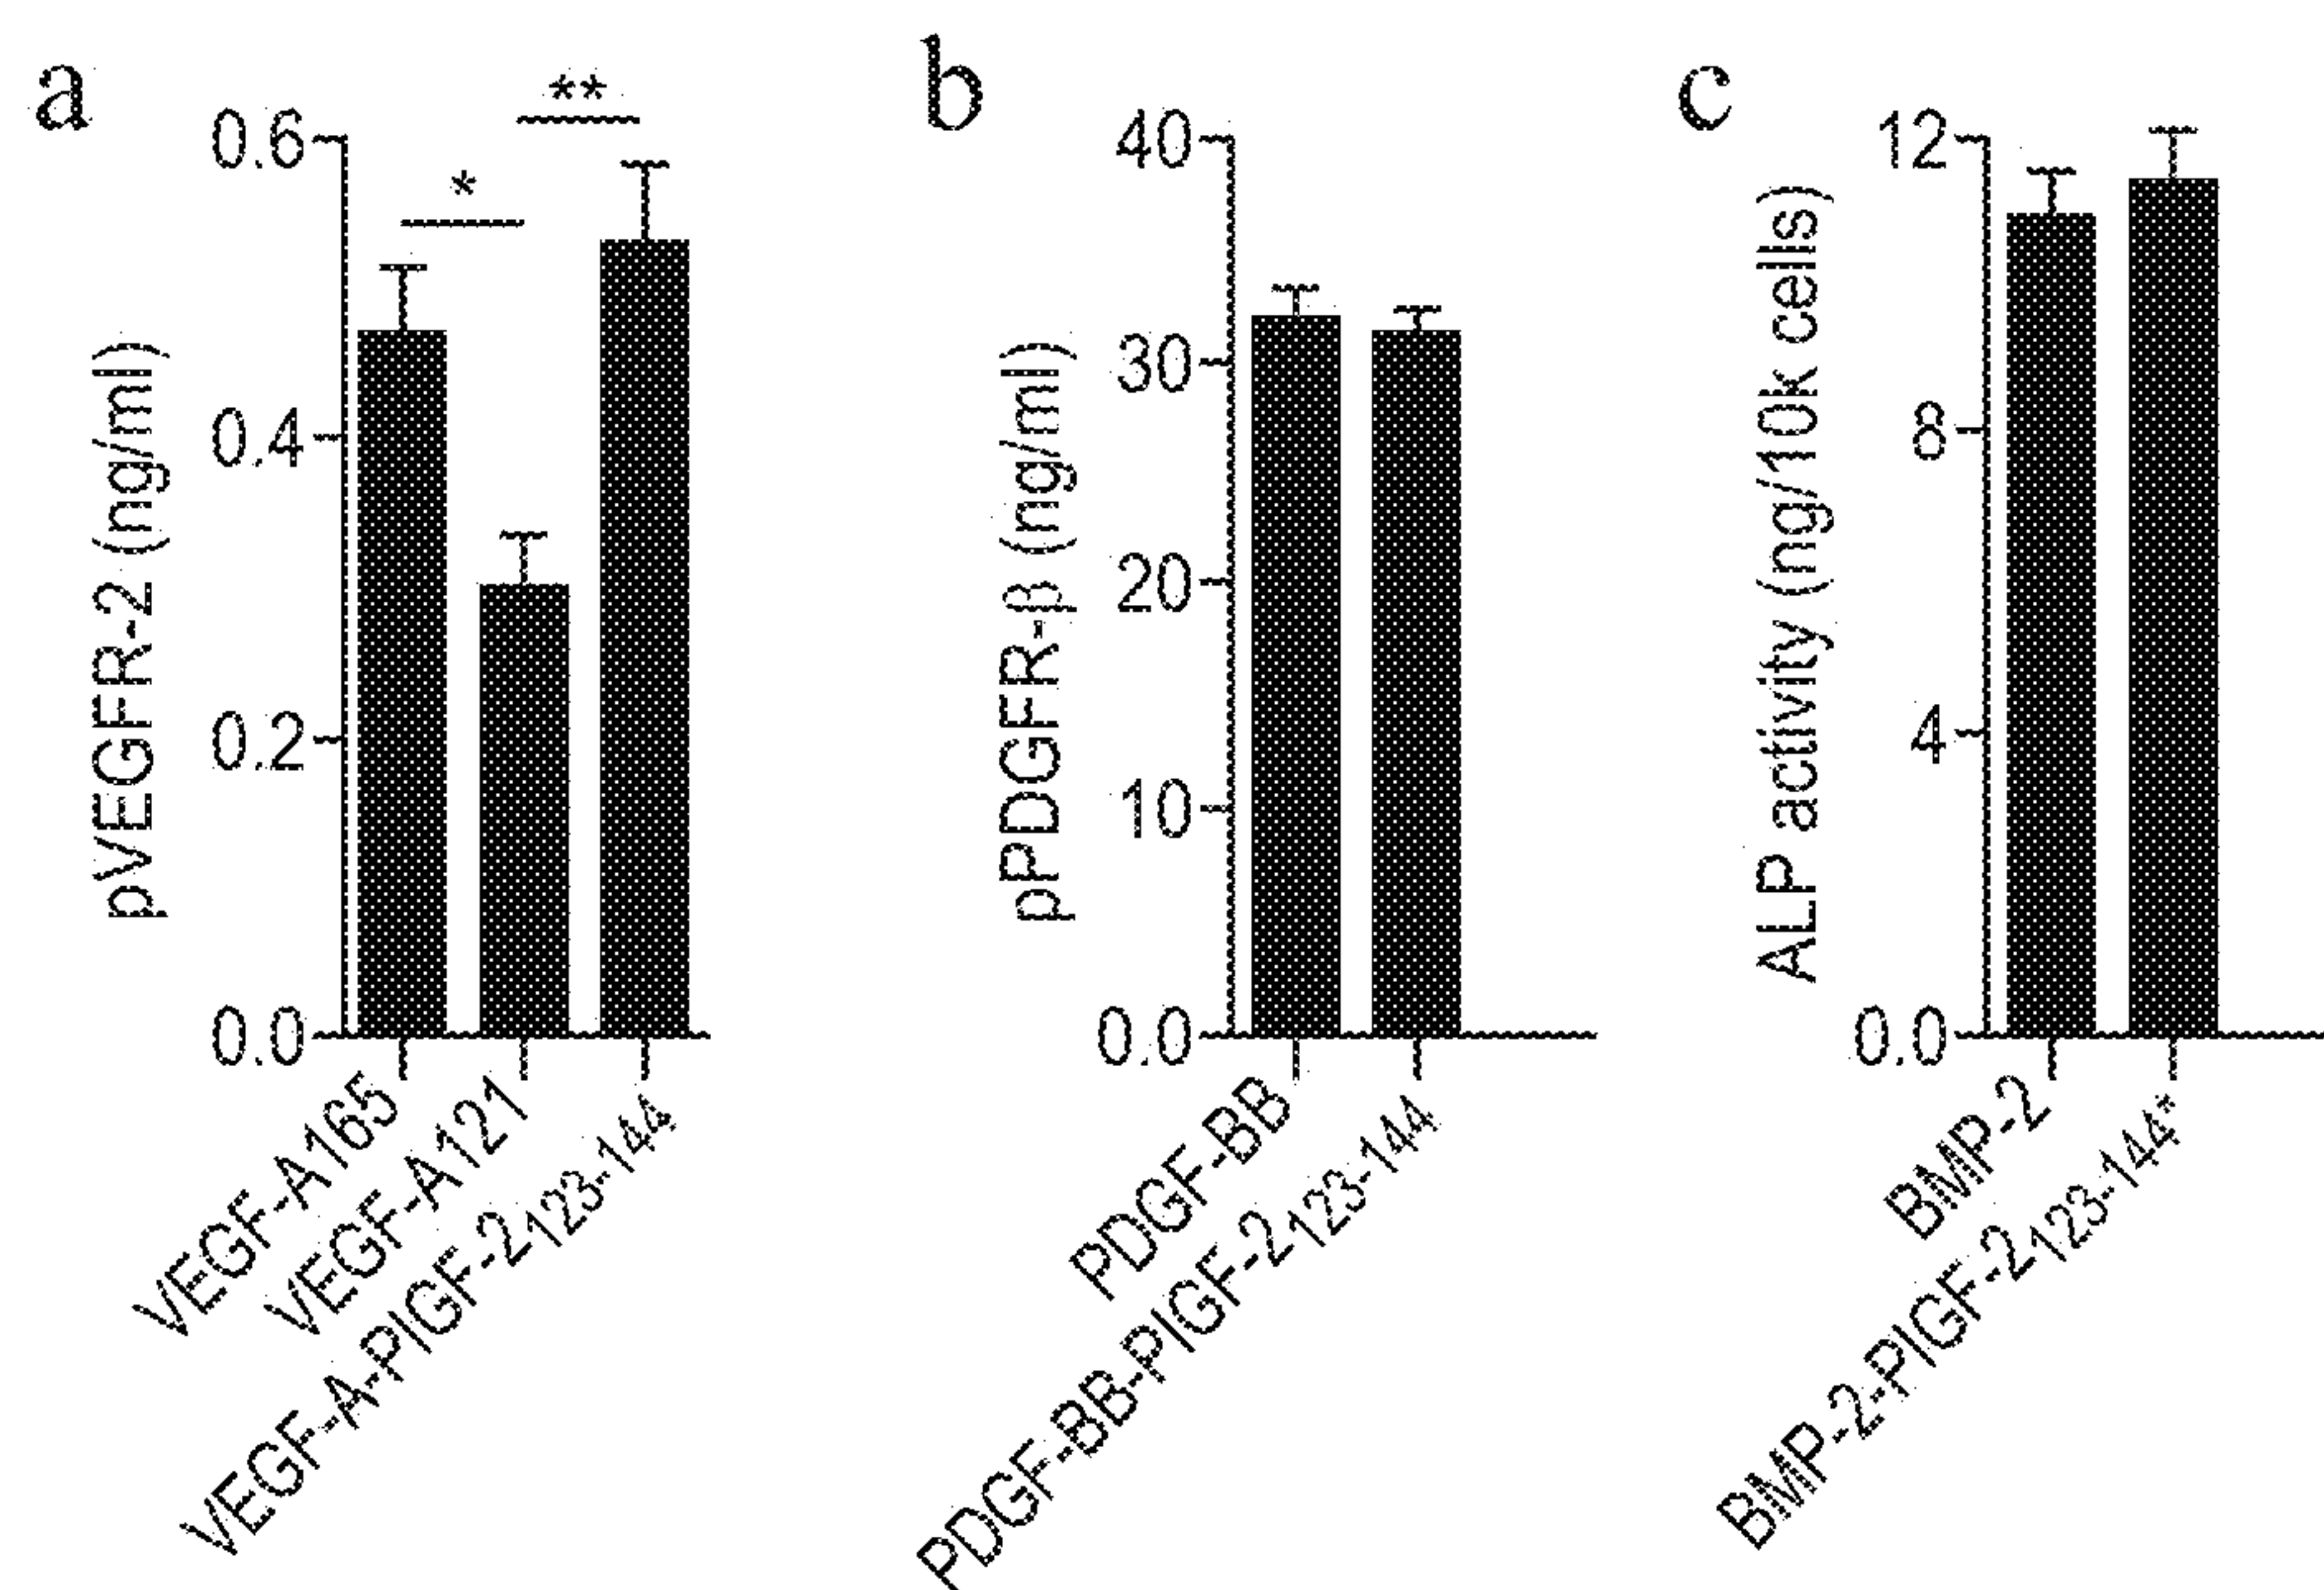 a
pVEGFR-2 (ng/ml)
0.6
0.4
0.2
0.0
*
**
VEGF-A165
VEGF-A121
VEGF-A-PlGF-2123-144
b
pPDGFR-β (ng/ml)
40
30
20
10
0.0
PDGF-BB
PDGF-BB-PlGF-2123-144
c
ALP activity (ng/10k cells)
12
8
4
0.0
BMP-2
BMP-2-PlGF-2123-144*